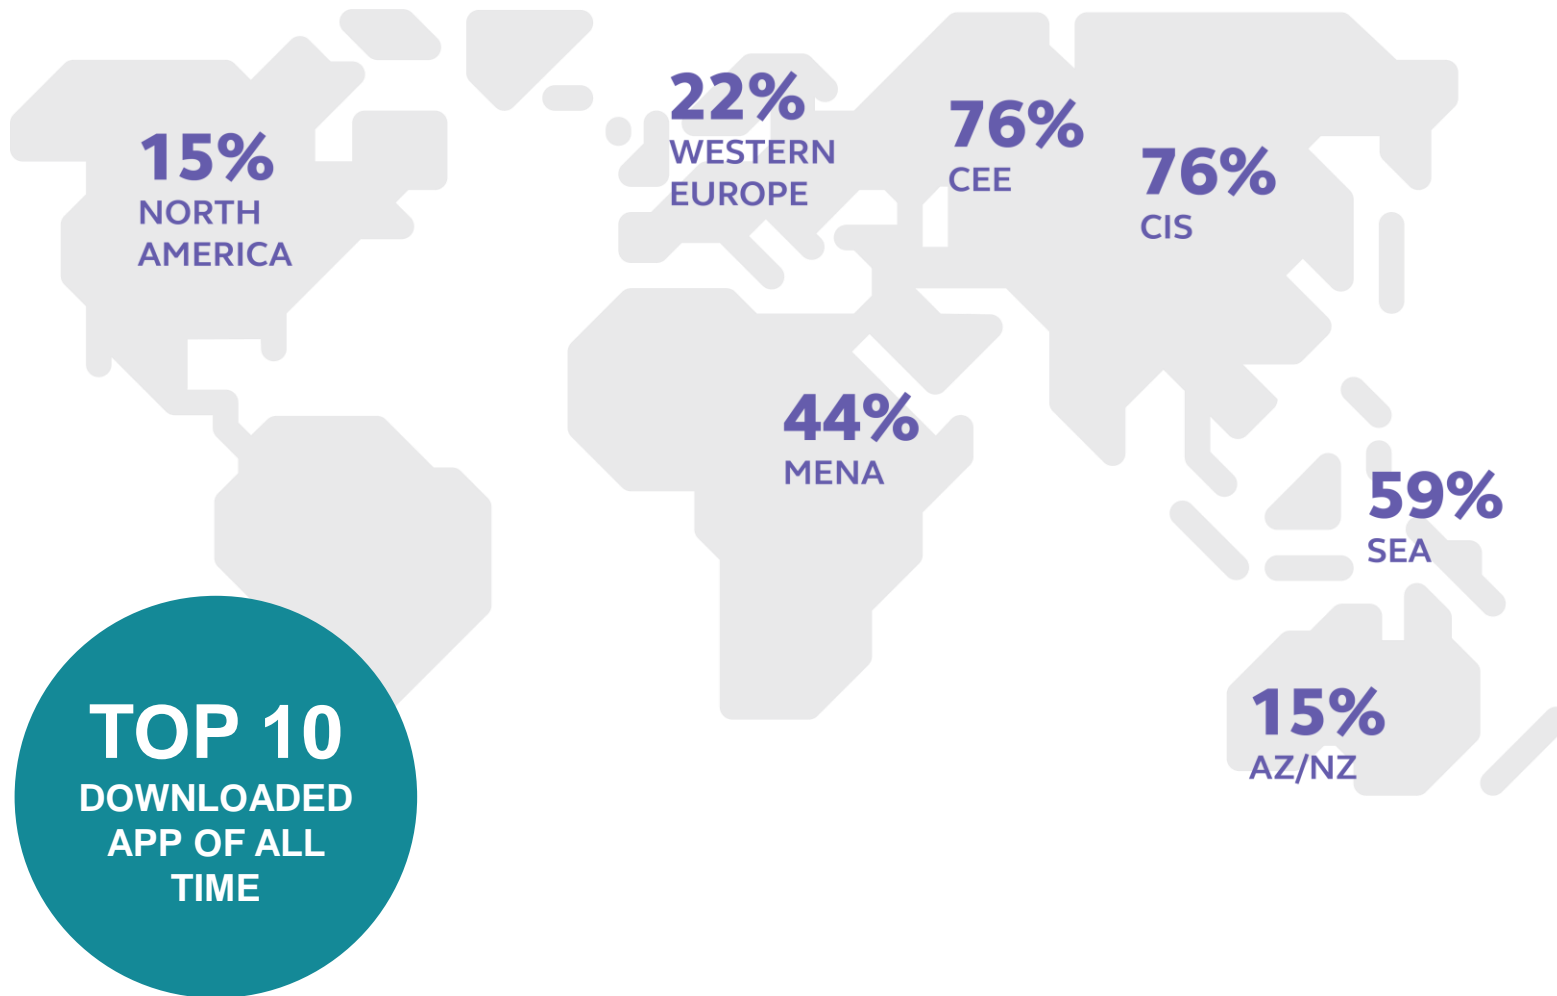 15%
NORTH
AMERICA
22%
WESTERN
EUROPE
76%
CEE
76%
CIS
44%
MENA
59%
SEA
15%
AZ/NZ
TOP 10
DOWNLOADED
APP OF ALL
TIME